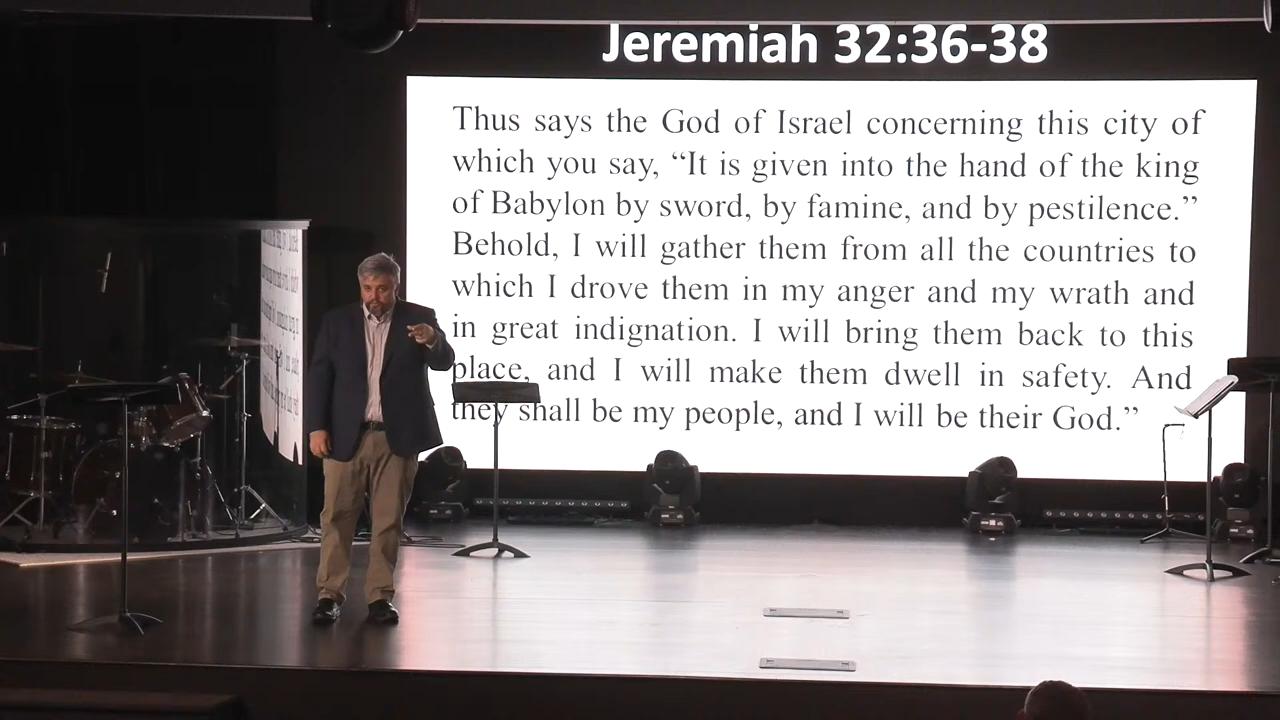 Jeremiah 32:36-38
Thus says the God of Israel concerning this city of
which you say, “It is given into the hand of the king
of Babylon by sword, by famine, and by pestilence.”
Behold, I will gather them from all the countries to
which I drove them in my anger and my wrath and
in great indignation. I will bring them back to this
place, and I will make them dwell in safety. And
they shall be my people, and I will be their God.”